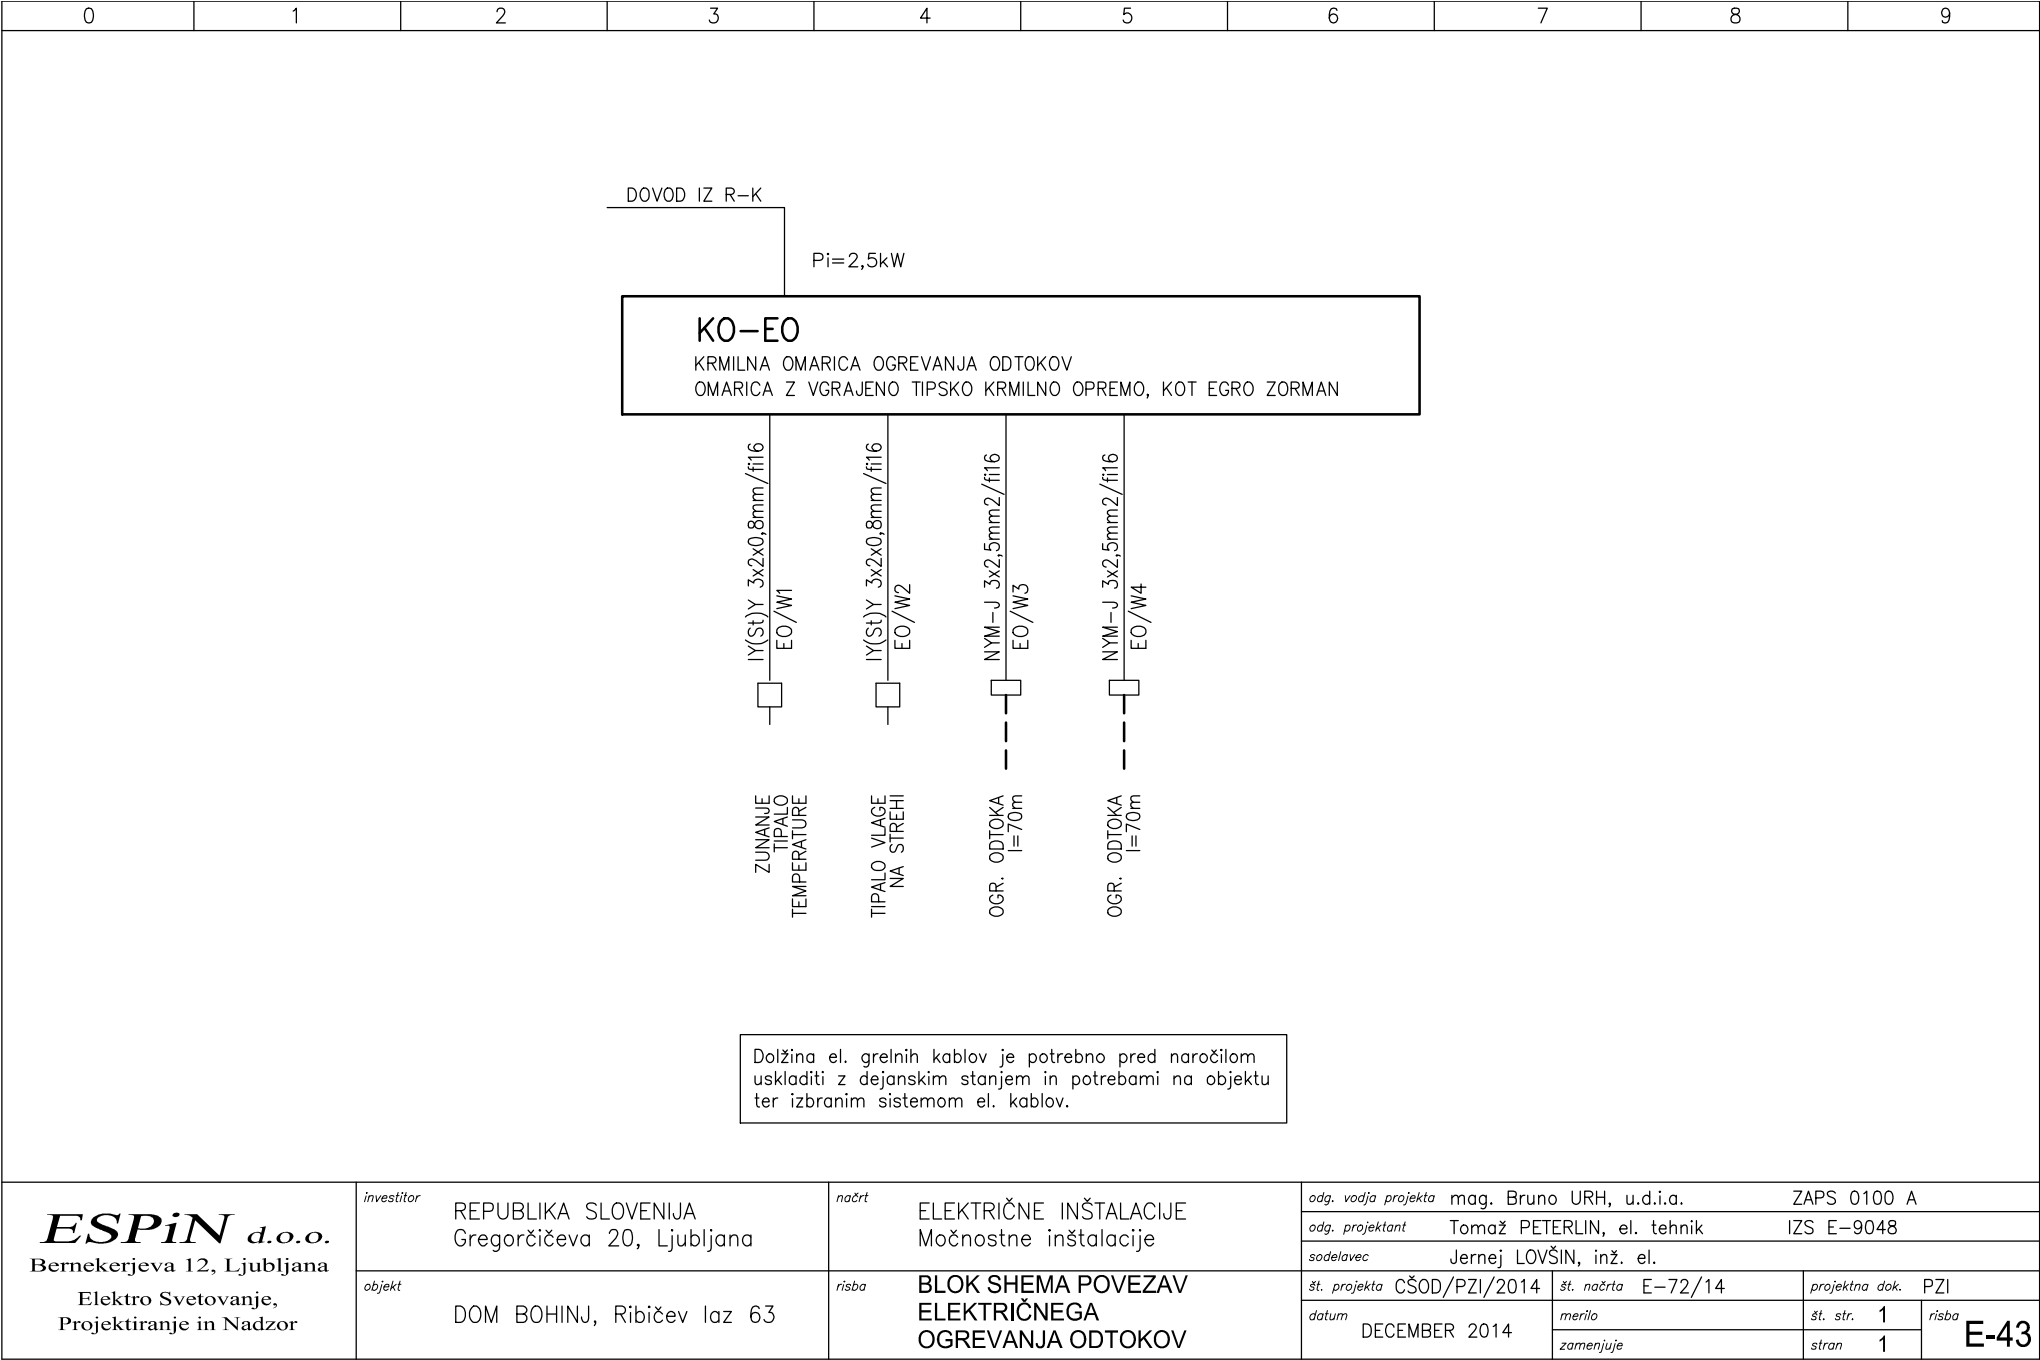 0 1 2 3 4 5 6 7 8 9
DOVOD IZ R-K
Pi=2,5kW
KO-EO
KRMILNA OMARICA OGREVANJA ODTOKOV
OMARICA Z VGRAJENO TIPSKO KRMILNO OPREMO, KOT EGRO ZORMAN
IY(St)Y 3x2x0,8mm/fi16
EO/W1
IY(St)Y 3x2x0,8mm/fi16
EO/W2
NYM-J 3x2,5mm2/fi16
EO/W3
NYM-J 3x2,5mm2/fi16
EO/W4
ZUNANJE
TIPALO
TEMPERATURE
TIPALO VLAGE
NA STREHI
OGR. ODTOKA
l=70m
OGR. ODTOKA
l=70m
Dolžina el. grelnih kablov je potrebno pred naročilom
uskladiti z dejanskim stanjem in potrebami na objektu
ter izbranim sistemom el. kablov.
ESPiN d.o.o.
Bernekerjeva 12, Ljubljana
Elektro Svetovanje,
Projektiranje in Nadzor
investitor
REPUBLIKA SLOVENIJA
Gregorčičeva 20, Ljubljana
objekt
DOM BOHINJ, Ribičev laz 63
načrt
ELEKTRIČNE INŠTALACIJE
Močnostne inštalacije
risba
BLOK SHEMA POVEZAV
ELEKTRIČNEGA
OGREVANJA ODTOKOV
odg. vodja projekta mag. Bruno URH, u.d.i.a. ZAPS 0100 A
odg. projektant Tomaž PETERLIN, el. tehnik IZS E-9048
sodelavec Jernej LOVŠIN, inž. el.
št. projekta CŠOD/PZI/2014 št. načrta E-72/14 projektna dok. PZI
datum
DECEMBER 2014
merilo
zamenjuje
št. str. 1
stran 1
risba
E-43